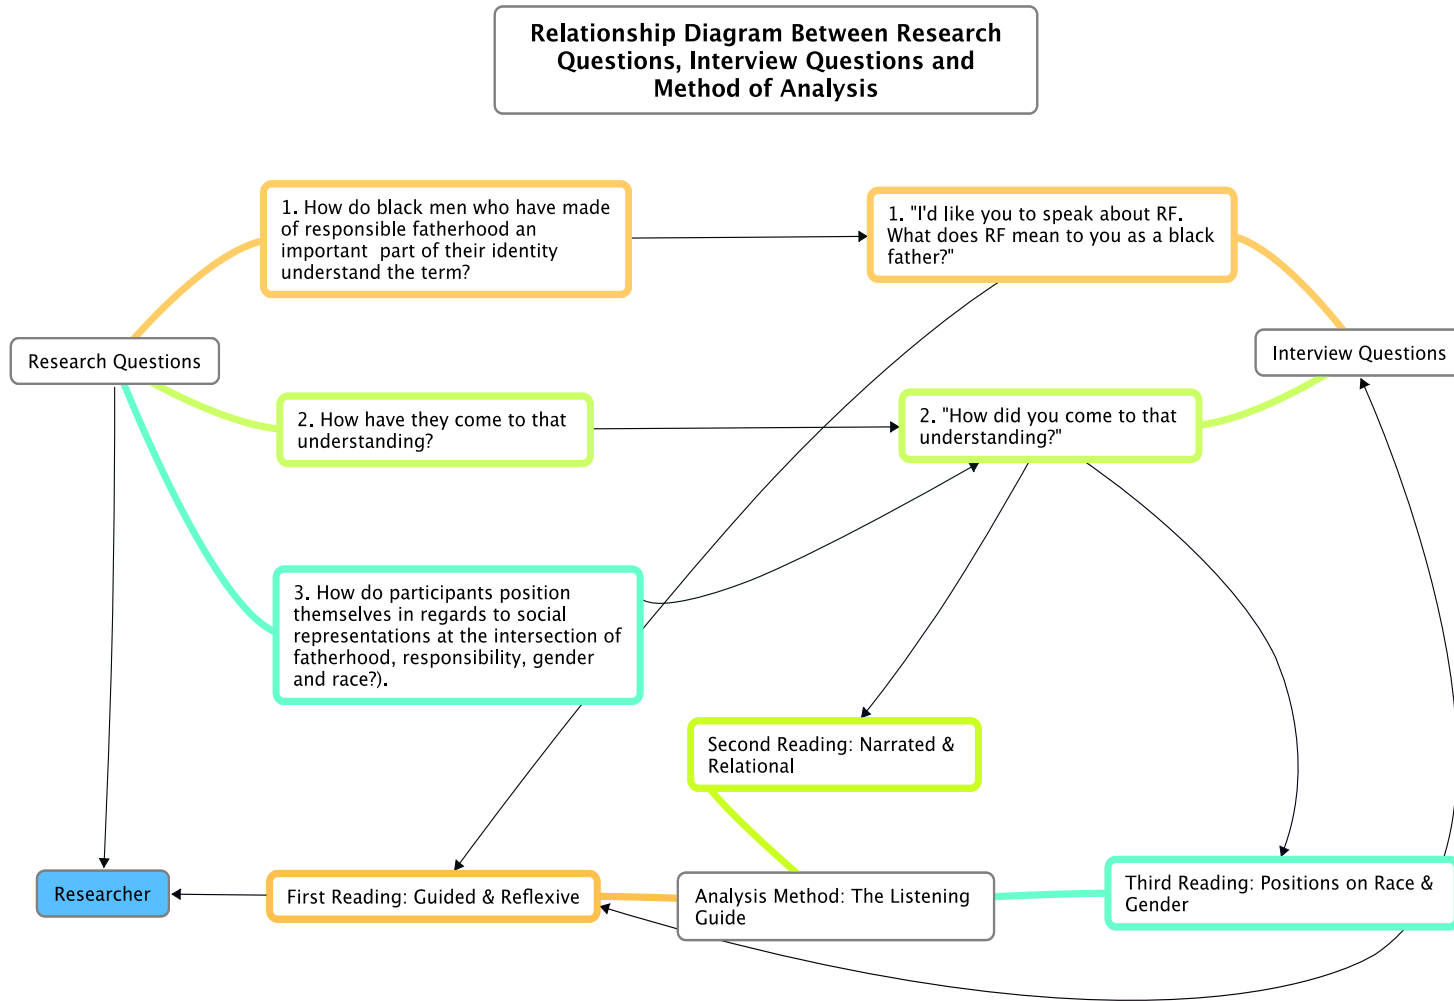 Relationship Diagram Between Research
Questions, Interview Questions and
Method of Analysis
1. How do black men who have made
of responsible fatherhood an
important  part of their identity
understand the term?
1. "I'd like you to speak about RF.
What does RF mean to you as a black
father?"
Research Questions
Interview Questions
2. How have they come to that
understanding?
2. "How did you come to that
understanding?"
3. How do participants position
themselves in regards to social
representations at the intersection of
fatherhood, responsibility, gender
and race?).
Second Reading: Narrated &
Relational
Researcher
First Reading: Guided & Reflexive
Analysis Method: The Listening
Guide
Third Reading: Positions on Race &
Gender